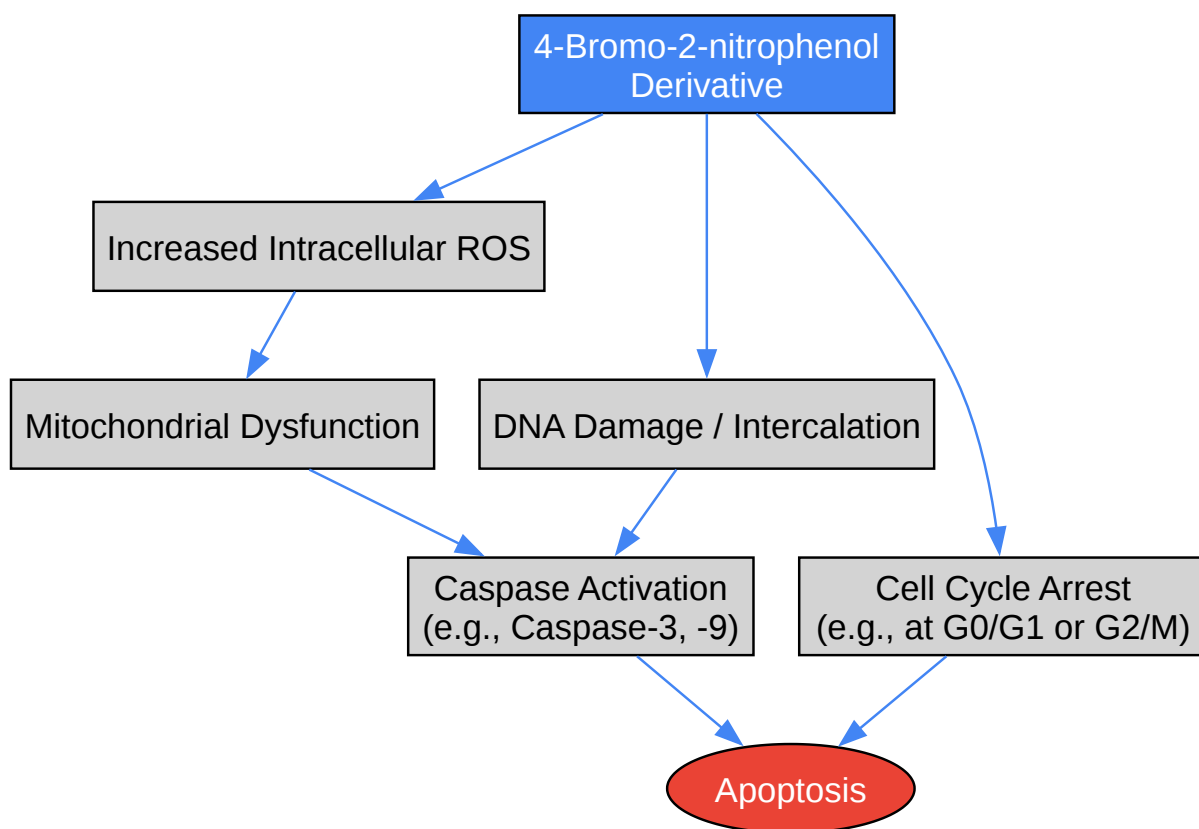 4-Bromo-2-nitrophenol
Derivative
Increased Intracellular ROS
Mitochondrial Dysfunction
DNA Damage / Intercalation
Caspase Activation
(e.g., Caspase-3, -9)
Cell Cycle Arrest
(e.g., at G0/G1 or G2/M)
Apoptosis